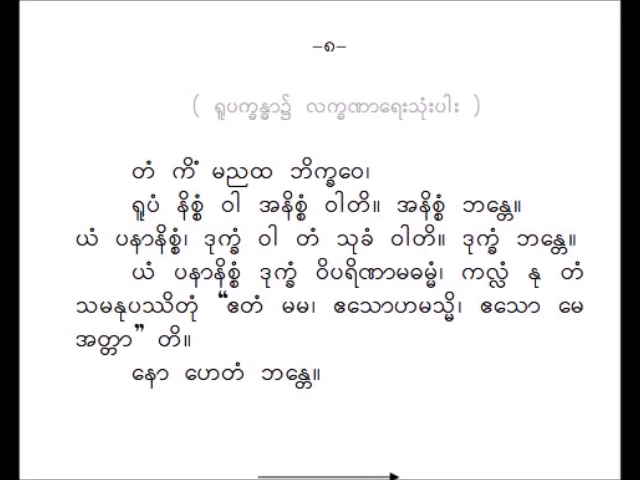 –၈–
( ရူပက္ခန္ဓာ၌ လက္ခဏာရေးသုံးပါး )
တံ ကိံ မညထ ဘိက္ခဝေ၊
ရူပံ နိစ္စံ ဝါ အနိစ္စံ ဝါတိ။ အနိစ္စံ ဘန္တေ။
ယံ ပနာနိစ္စံ၊ ဒုက္ခံ ဝါ တံ သုခံ ဝါတိ။ ဒုက္ခံ ဘန္တေ။
ယံ ပနာနိစ္စံ ဒုက္ခံ ဝိပရိဏာမဓမ္မံ၊ ကလ္လံ နု တံ
သမနုပဿိတုံ “ဧတံ မမ၊ ဧသောဟမသ္မိ၊ ဧသော မေ
အတ္တာ” တိ။
နော ဟေတံ ဘန္တေ။